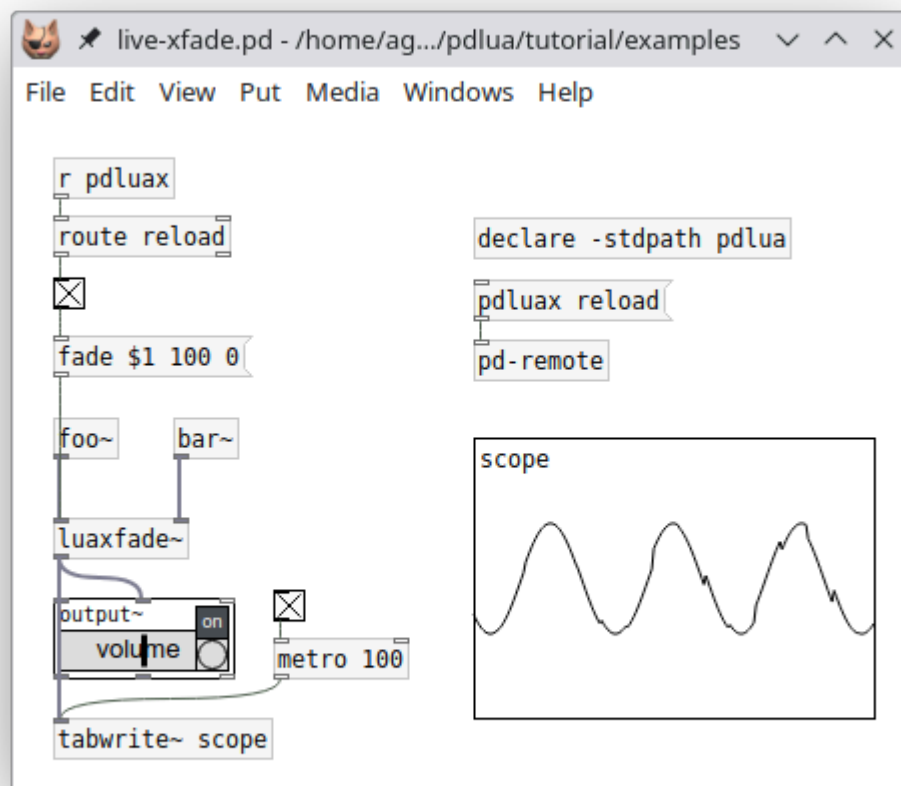 live-xfade.pd - /home/ag.../pdlua/tutorial/examples
File Edit View Put Media Windows Help
r pdluax
route reload
declare -stdpath pdlua
pdluax reload
fade $1 100 0
pd-remote
foo~ bar~
scope
luaxfade~
output~
on
volume
metro 100
tabwrite~ scope